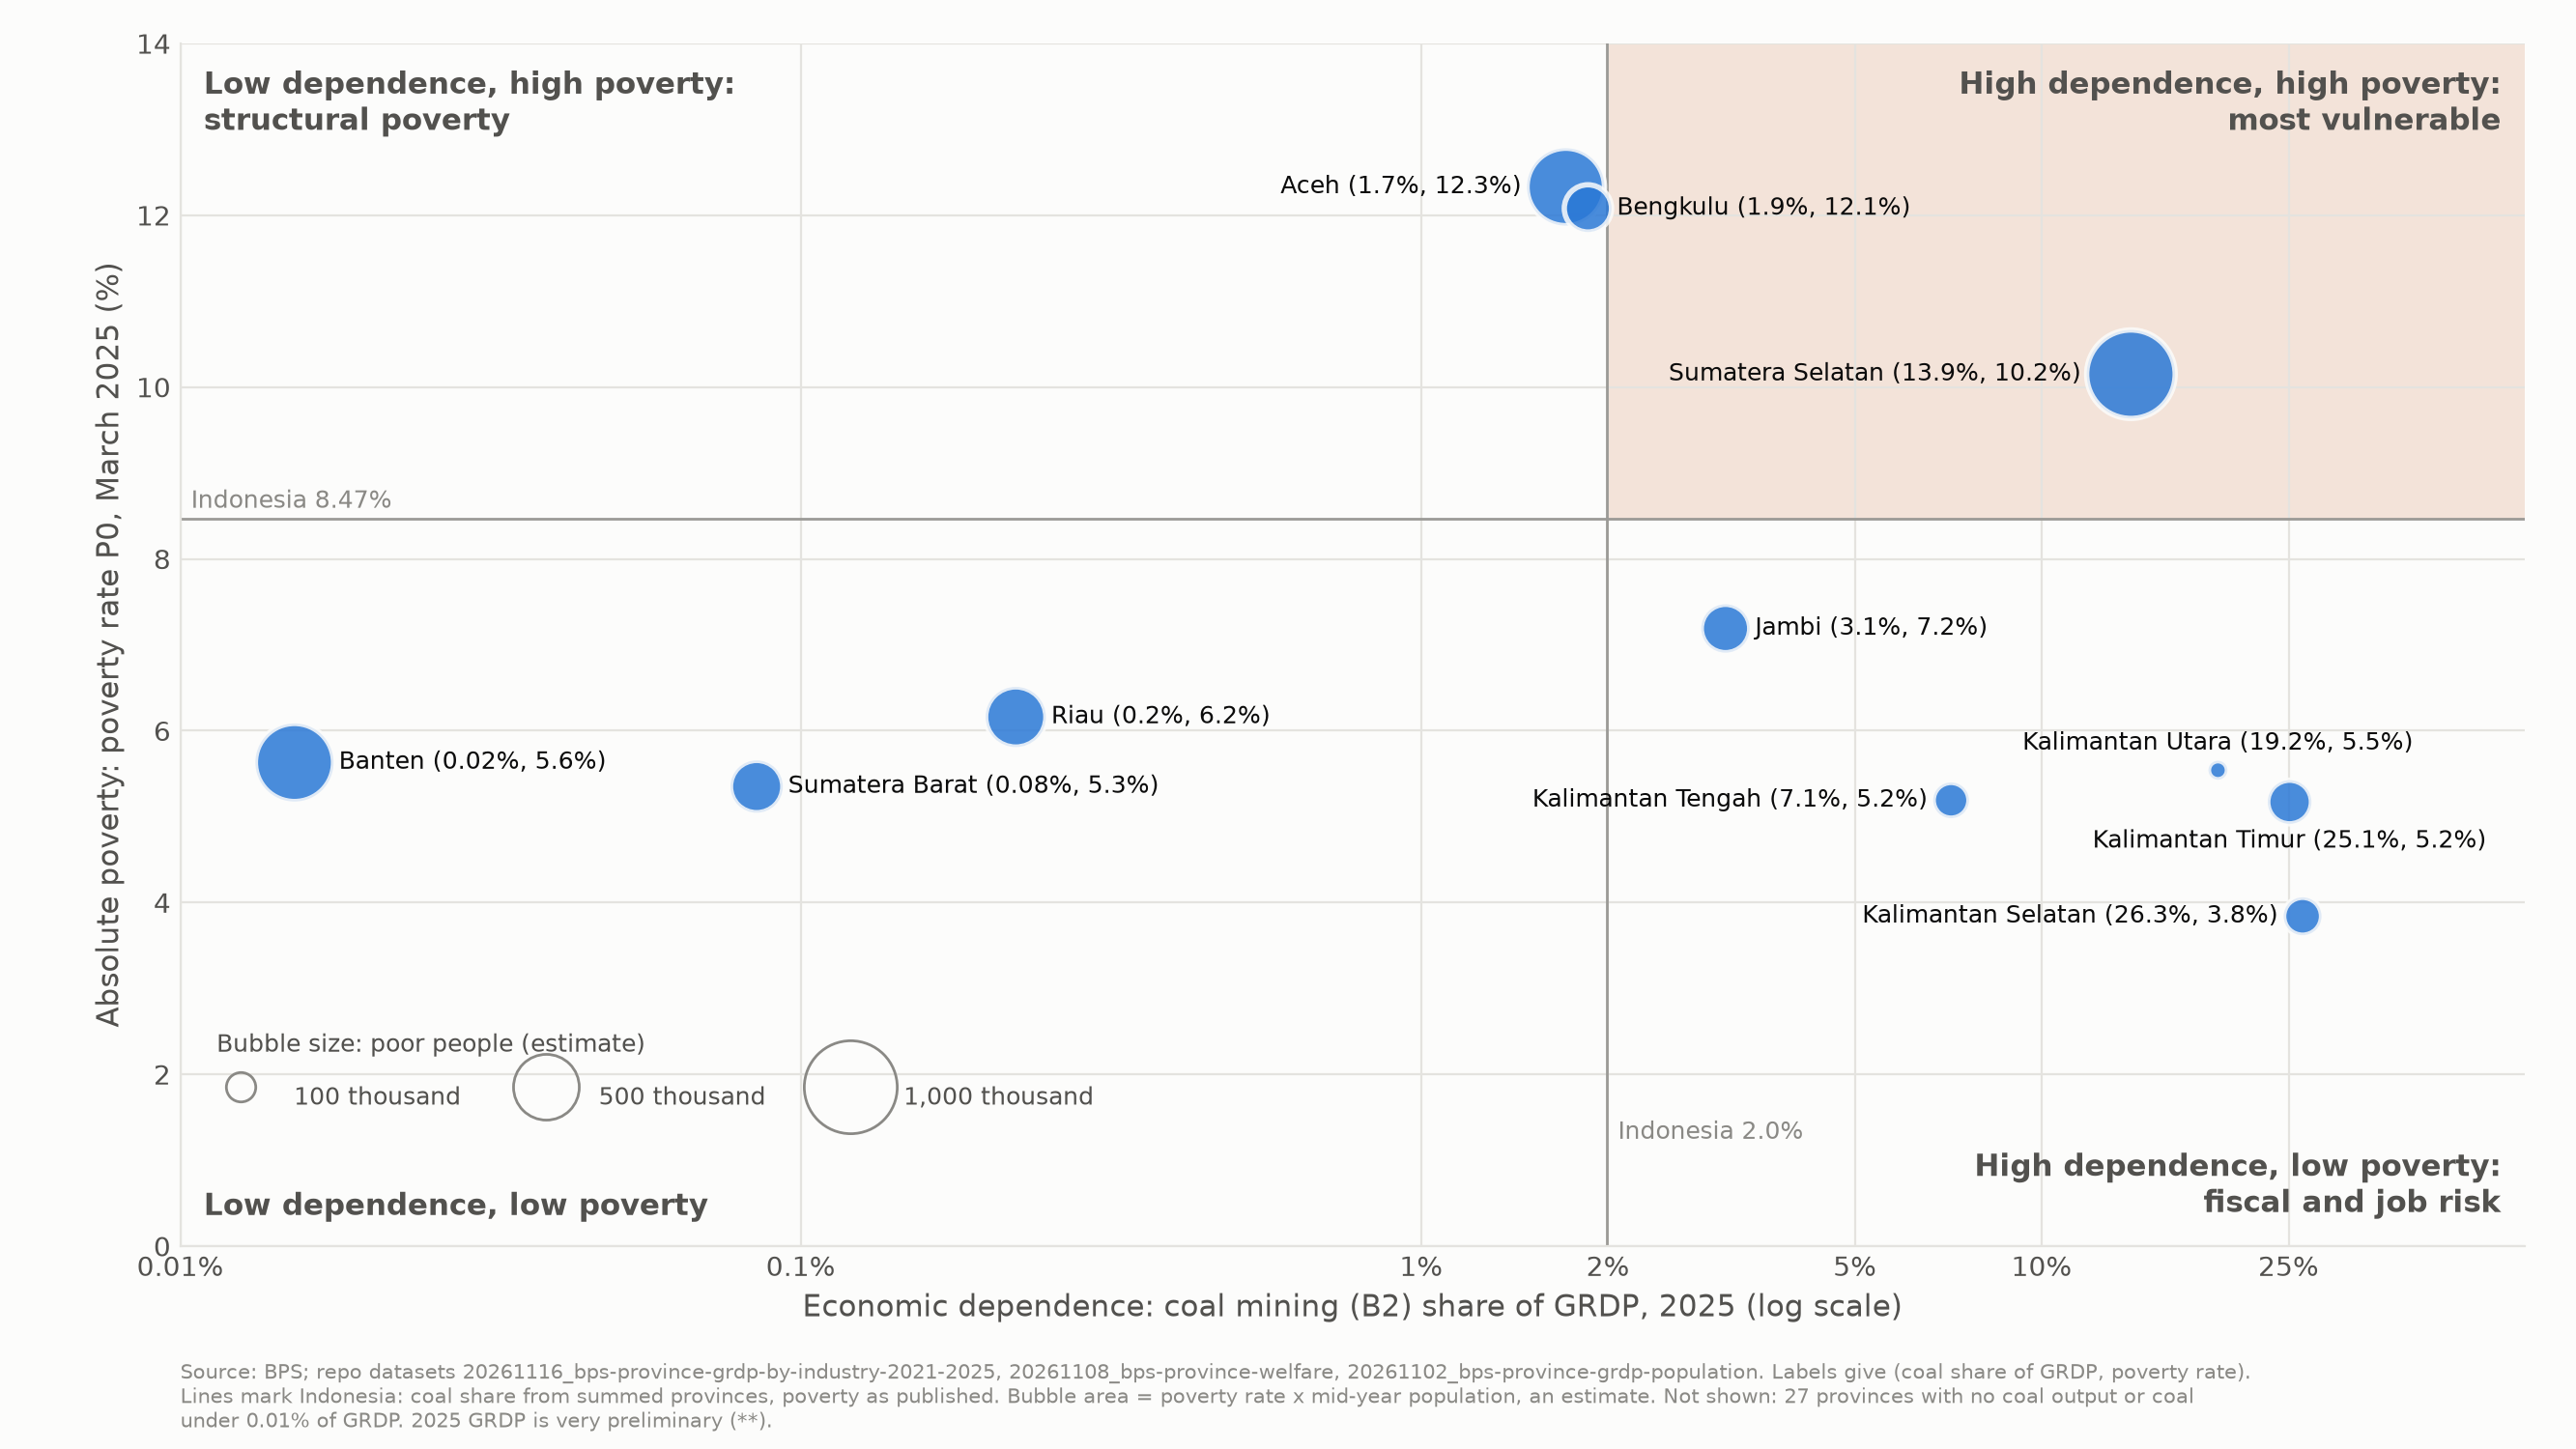 14
Low dependence, high poverty:
structural poverty
High dependence, high poverty:
most vulnerable
Aceh (1.7%, 12.3%)
Bengkulu (1.9%, 12.1%)
12
Sumatera Selatan (13.9%, 10.2%)
10
Indonesia 8.47%
8
Absolute poverty: poverty rate P0, March 2025 (%)
Jambi (3.1%, 7.2%)
Riau (0.2%, 6.2%)
6
Kalimantan Utara (19.2%, 5.5%)
Banten (0.02%, 5.6%)
Sumatera Barat (0.08%, 5.3%)
Kalimantan Tengah (7.1%, 5.2%)
Kalimantan Timur (25.1%, 5.2%)
4
Kalimantan Selatan (26.3%, 3.8%)
Bubble size: poor people (estimate)
2
100 thousand
500 thousand
1,000 thousand
Indonesia 2.0%
High dependence, low poverty:
fiscal and job risk
Low dependence, low poverty
0
0.01%
0.1%
1%
2%
5%
10%
25%
Economic dependence: coal mining (B2) share of GRDP, 2025 (log scale)
Source: BPS; repo datasets 20261116_bps-province-grdp-by-industry-2021-2025, 20261108_bps-province-welfare, 20261102_bps-province-grdp-population. Labels give (coal share of GRDP, poverty rate).
Lines mark Indonesia: coal share from summed provinces, poverty as published. Bubble area = poverty rate x mid-year population, an estimate. Not shown: 27 provinces with no coal output or coal
under 0.01% of GRDP. 2025 GRDP is very preliminary (**).